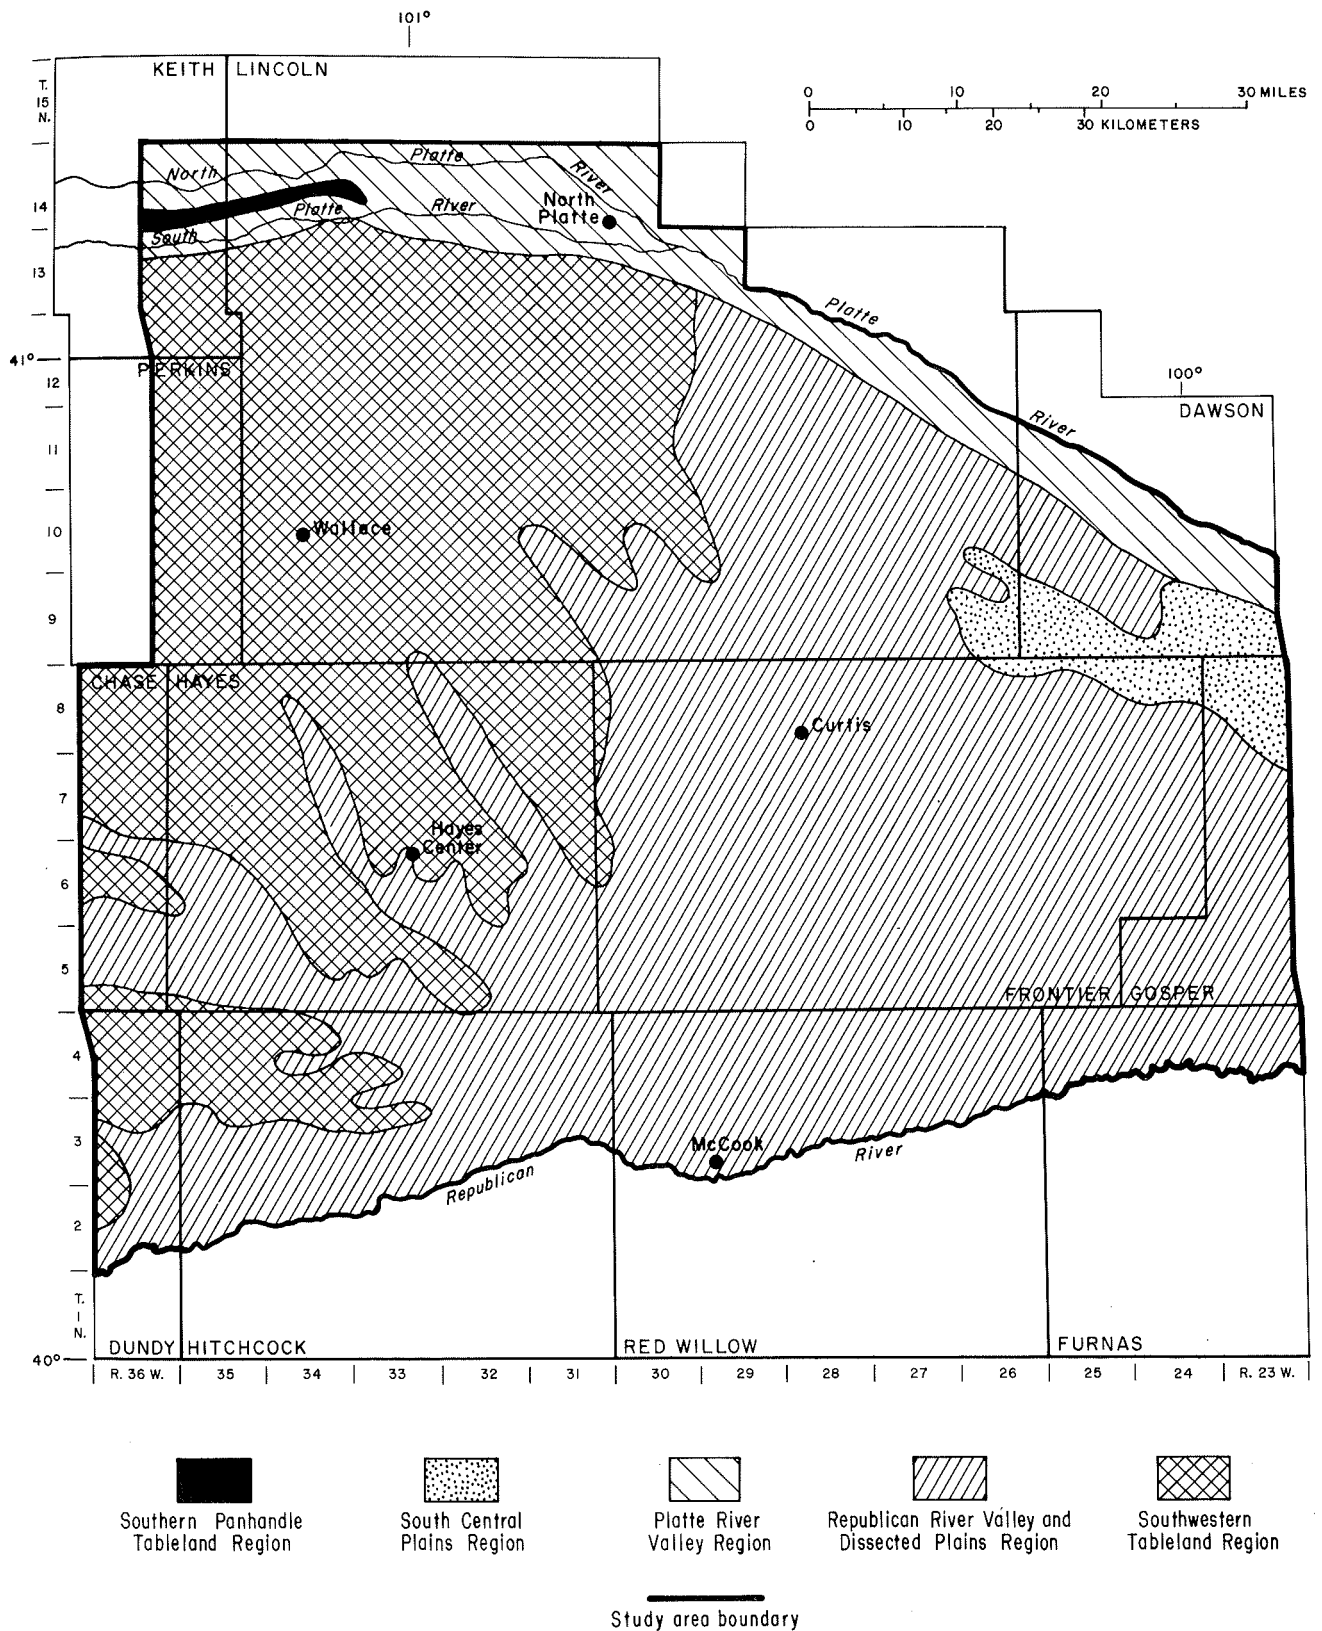 101°
KEITH LINCOLN
T.
15
N.
0 10 20 30 MILES
0 10 20 30 KILOMETERS
North Platte River
14
North
Platte
South Platte River
13
Platte River
41°
12
PERKINS
100°
DAWSON
11
10
Wallace
9
CHASE HAYES
8
Curtis
7
Hayes
Center
6
5
FRONTIER GOSPER
4
3
McCook
Republican River
2
T.
1
N.
40°
DUNDY HITCHCOCK RED WILLOW FURNAS
R. 36 W. 35 34 33 32 31 30 29 28 27 26 25 24 R. 23 W.
Southern Panhandle
Tableland Region
South Central
Plains Region
Platte River
Valley Region
Republican River Valley and
Dissected Plains Region
Southwestern
Tableland Region
Study area boundary